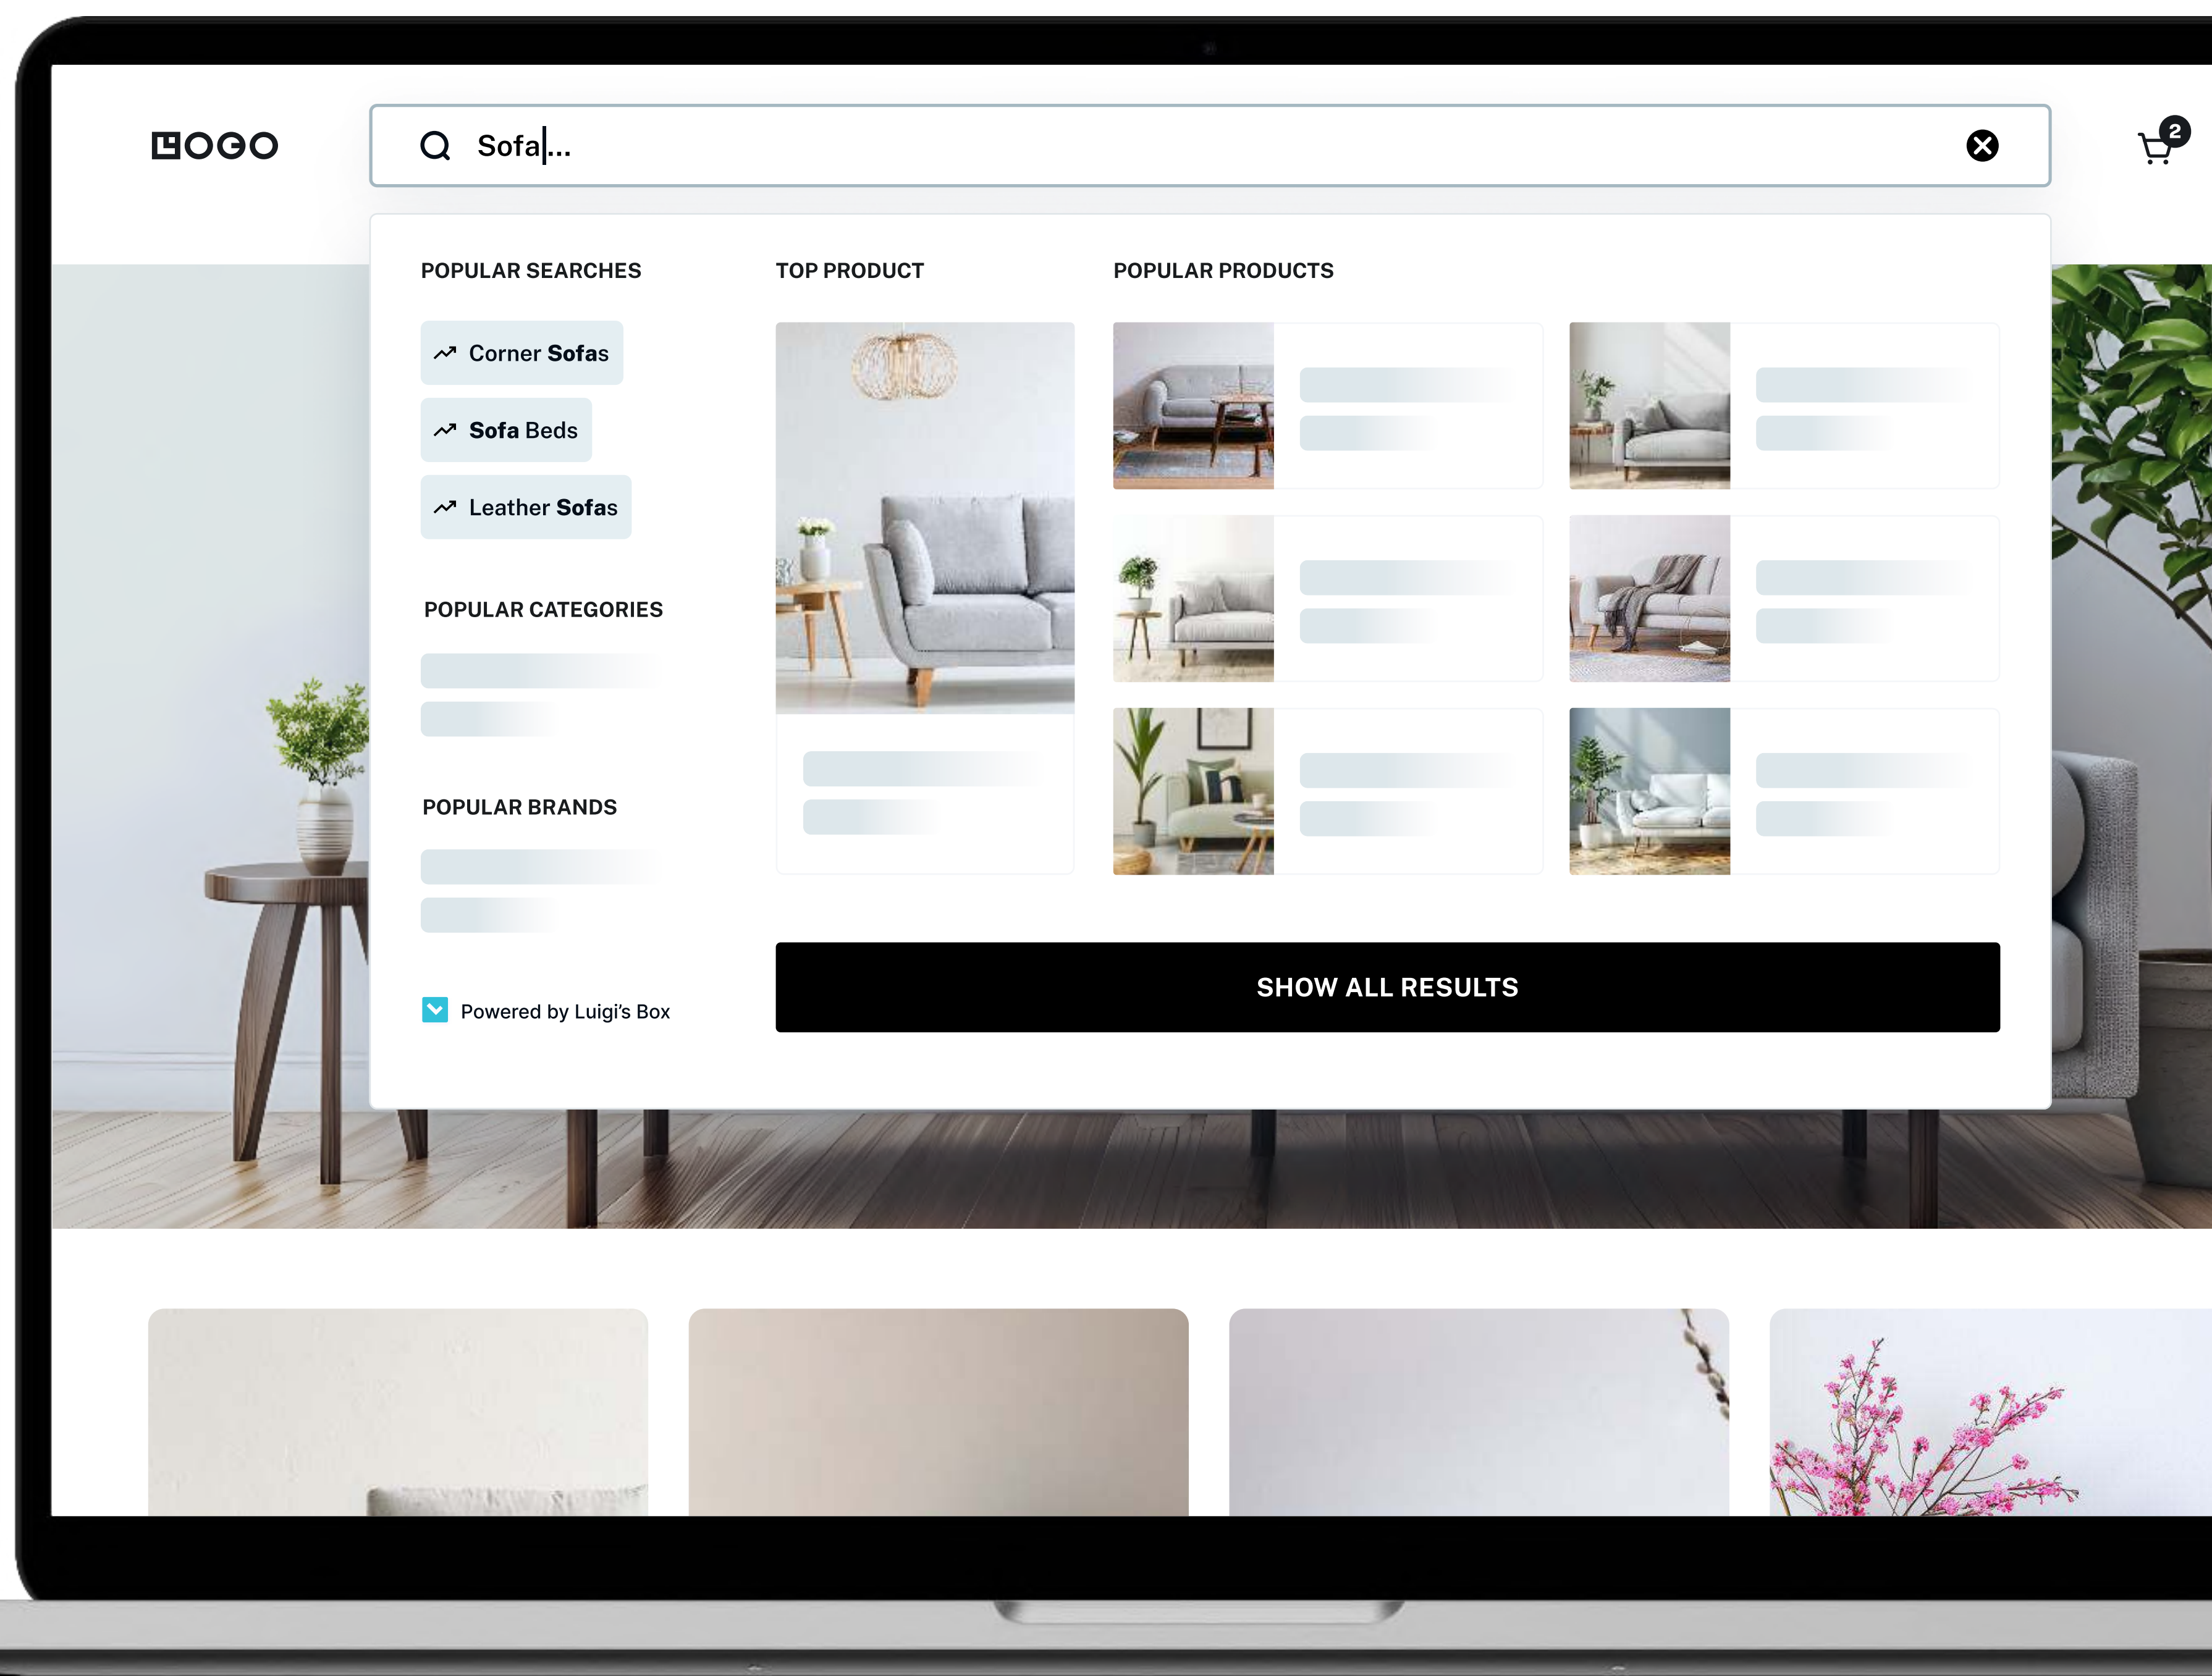 LOGO
Sofa...
2
POPULAR SEARCHES
Corner Sofas
Sofa Beds
Leather Sofas
POPULAR CATEGORIES
POPULAR BRANDS
Powered by Luigi’s Box
TOP PRODUCT
POPULAR PRODUCTS
SHOW ALL RESULTS